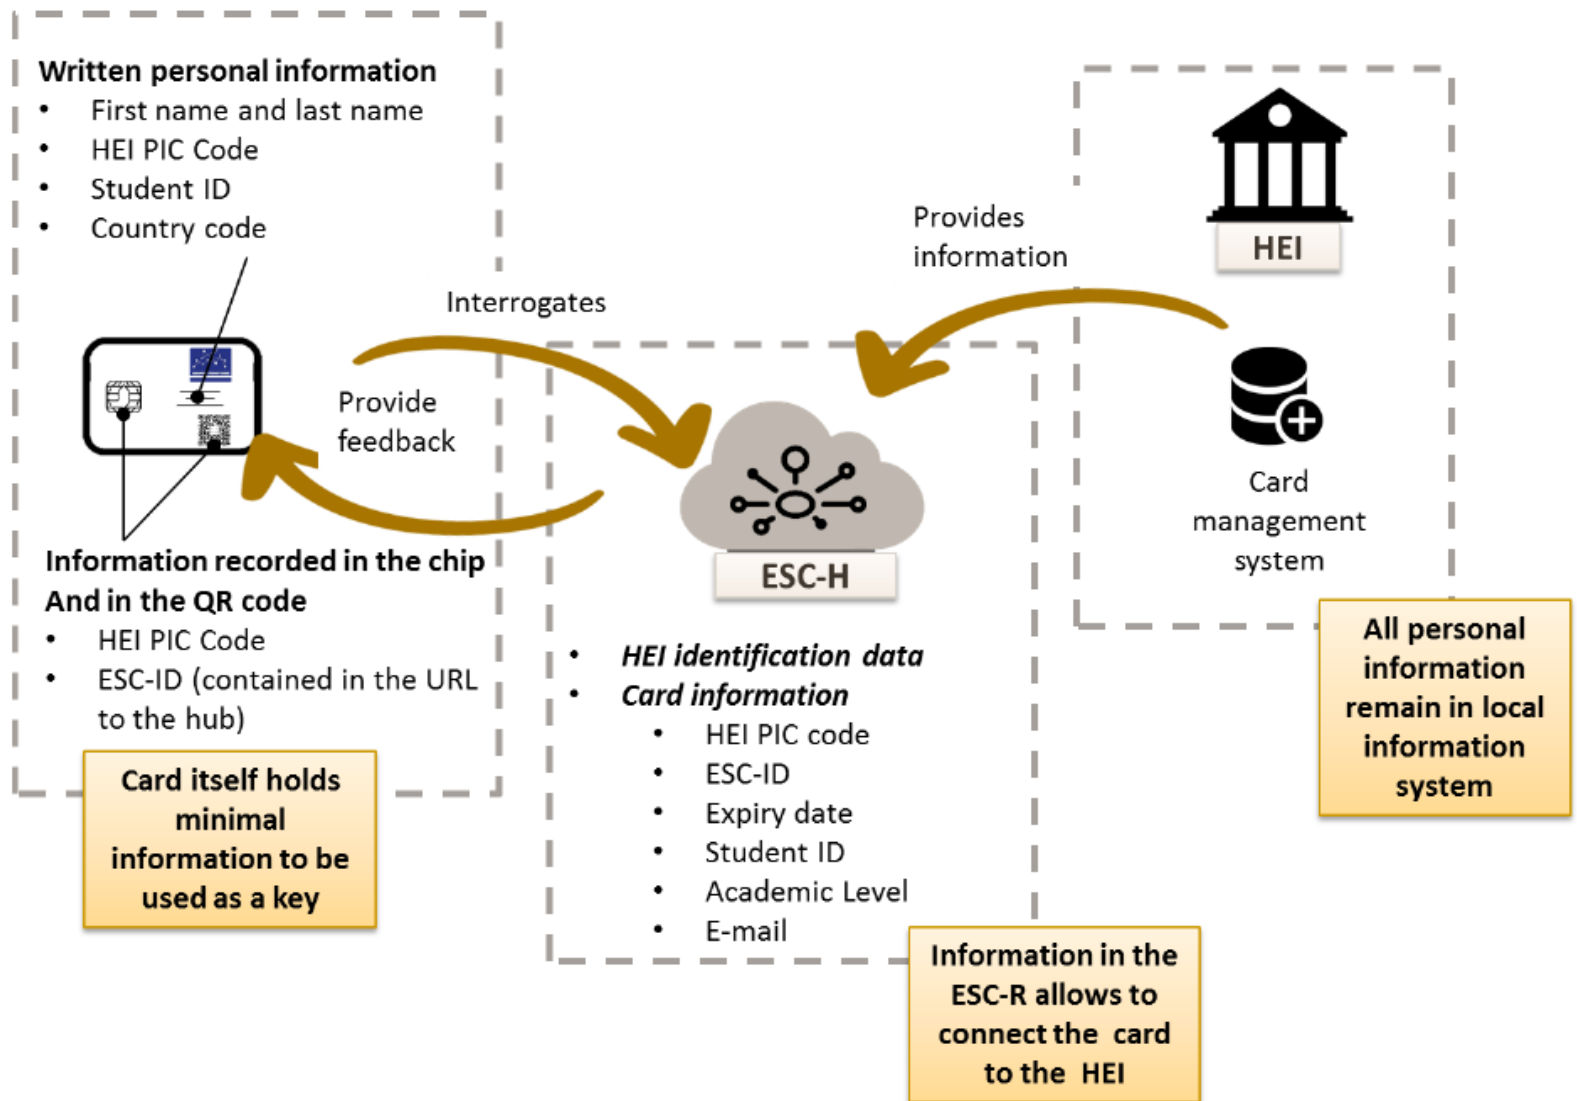 Written personal information
• First name and last name
• HEI PIC Code
• Student ID
• Country code
Interrogates
Provide
feedback
Information recorded in the chip
And in the QR code
• HEI PIC Code
• ESC-ID (contained in the URL
to the hub)
Card itself holds
minimal
information to be
used as a key
ESC-H
• HEI identification data
• Card information
• HEI PIC code
• ESC-ID
• Expiry date
• Student ID
• Academic Level
• E-mail
Information in the
ESC-R allows to
connect the card
to the HEI
Provides
information
HEI
Card
management
system
All personal
information
remain in local
information
system